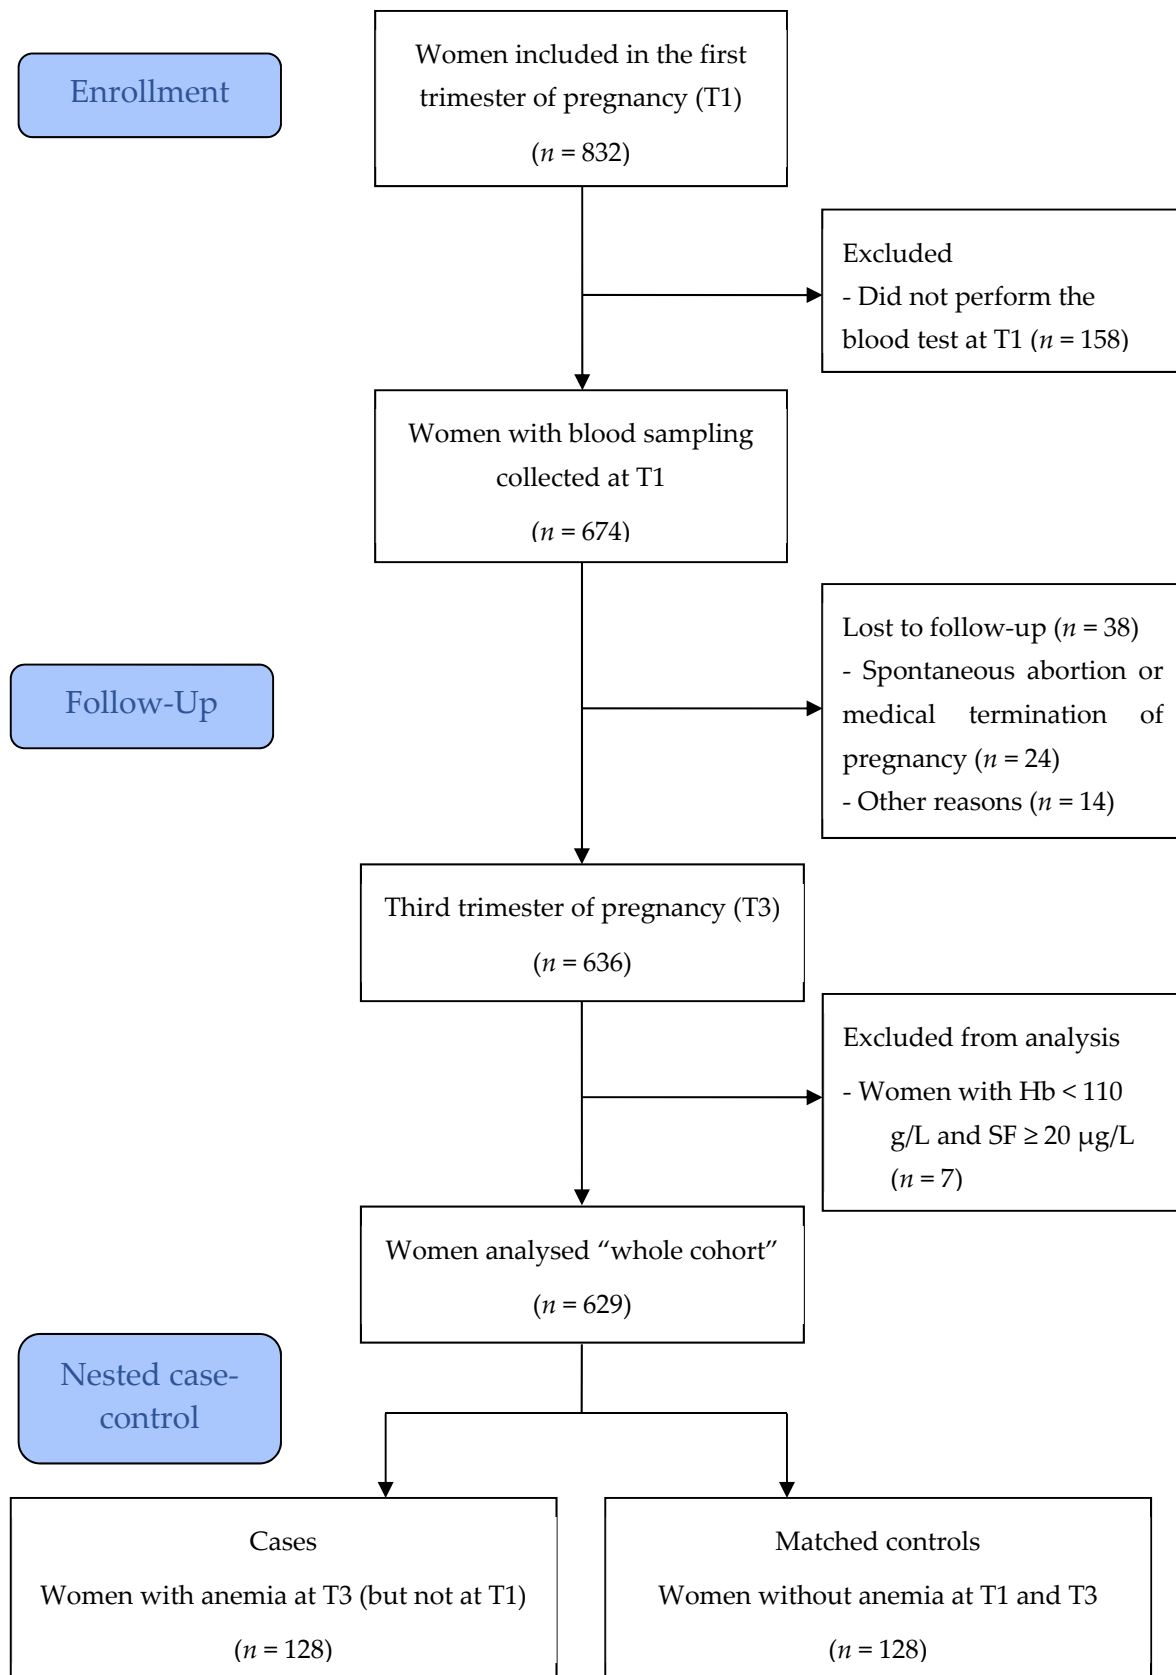 Enrollment
Women included in the first
trimester of pregnancy (T1)
(n = 832)
Excluded
- Did not perform the
blood test at T1 (n = 158)
Women with blood sampling
collected at T1
(n = 674)
Follow-Up
Lost to follow-up (n = 38)
- Spontaneous abortion or
medical termination of
pregnancy (n = 24)
- Other reasons (n = 14)
Third trimester of pregnancy (T3)
(n = 636)
Excluded from analysis
- Women with Hb < 110
g/L and SF ≥ 20 µg/L
(n = 7)
Women analysed “whole cohort”
(n = 629)
Nested case-
control
Cases
Women with anemia at T3 (but not at T1)
(n = 128)
Matched controls
Women without anemia at T1 and T3
(n = 128)